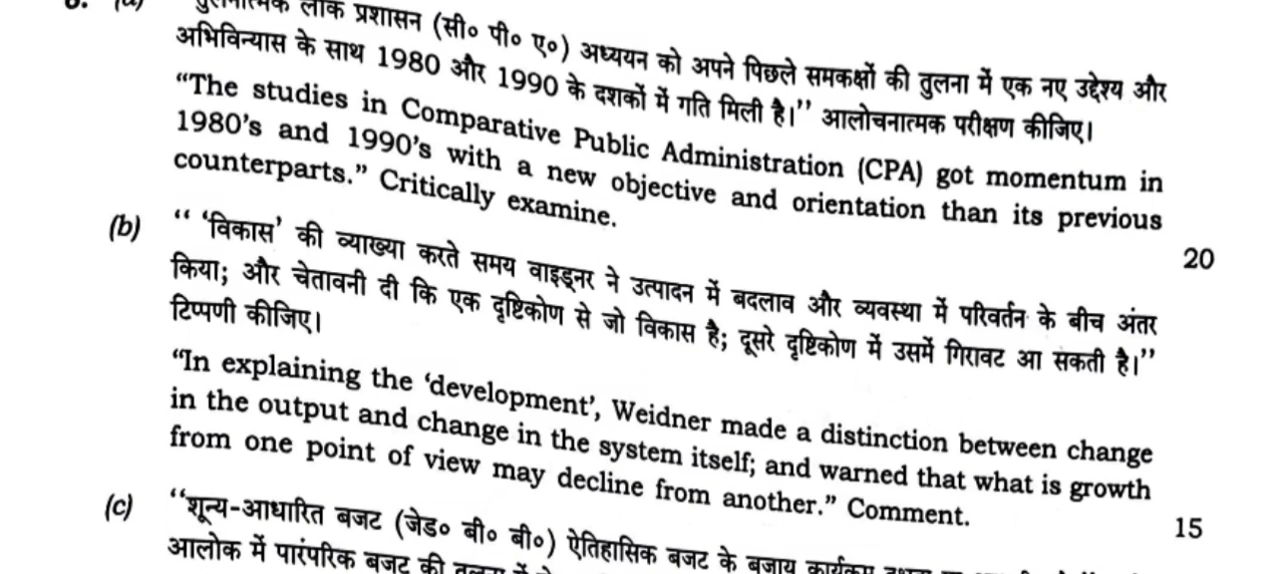 (a) लोक प्रशासन (सी० पी० ए०) अध्ययन को अपने पिछले समकक्षों की तुलना में एक नए उद्देश्य और
अभिविन्यास के साथ 1980 और 1990 के दशकों में गति मिली है।" आलोचनात्मक परीक्षण कीजिए।
"The studies in Comparative Public Administration (CPA) got momentum in
1980's and 1990's with a new objective and orientation than its previous
counterparts." Critically examine.
20
(b) " 'विकास' की व्याख्या करते समय वाइड्नर ने उत्पादन में बदलाव और व्यवस्था में परिवर्तन के बीच अंतर
किया; और चेतावनी दी कि एक दृष्टिकोण से जो विकास है; दूसरे दृष्टिकोण में उसमें गिरावट आ सकती है।"
टिप्पणी कीजिए।
"In explaining the 'development', Weidner made a distinction between change
in the output and change in the system itself; and warned that what is growth
from one point of view may decline from another." Comment.
15
(c) "शून्य-आधारित बजट (जेड० बी० बी०) ऐतिहासिक बजट के बजाय कार्यक्रम
आलोक में पारंपरिक बजट की